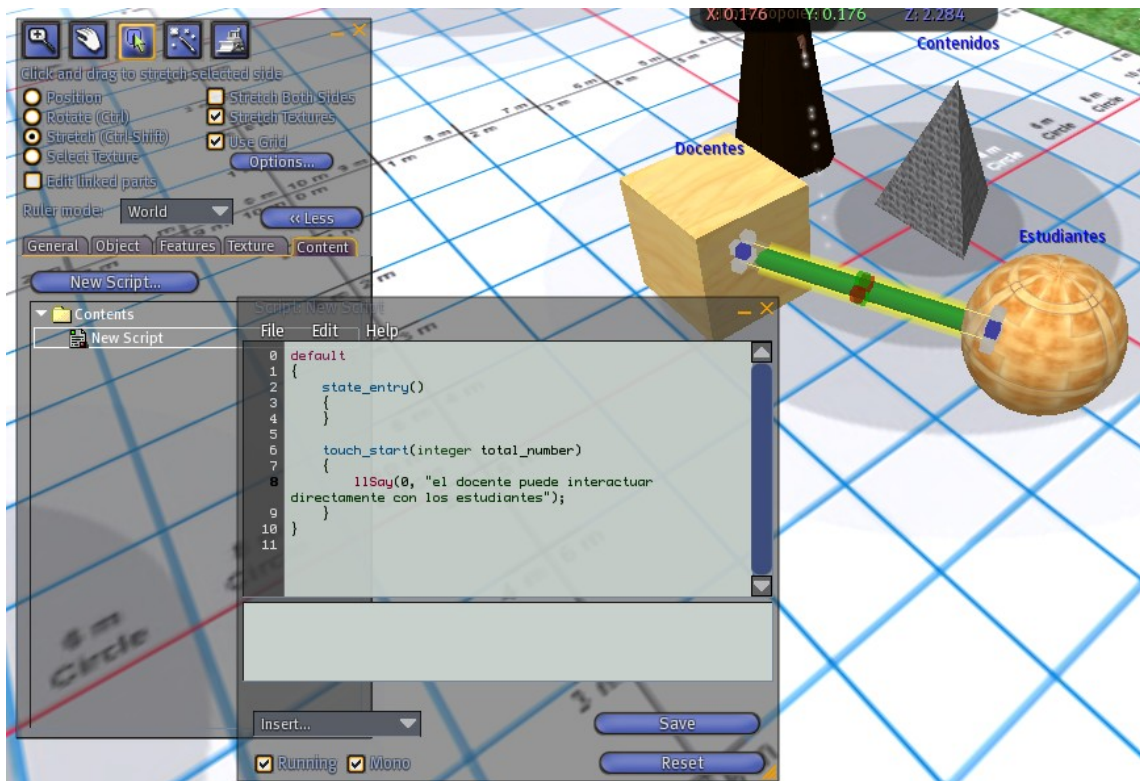 X: 0.176 Y: 0.176 Z: 2.284
Contenidos
Docentes
Estudiantes
Click and drag to stretch selected side
Position
Rotate (Ctrl)
Stretch (Ctrl-Shift)
Select Texture
Edit linked parts
Stretch Both Sides
Stretch Textures
Use Grid
Options...
Ruler mode: World
<< Less
General Object Features Texture Content
New Script...
Contents
New Script
Script: New Script
File Edit Help
0 default
1 {
2 state_entry()
3 {
4 }
5
6 touch_start(integer total_number)
7 {
8 llSay(0, "el docente puede interactuar
directamente con los estudiantes");
9 }
10 }
11
Insert...
Save
Running Mono
Reset
8 m
Circle
6 m
Circle
4 m
Circle